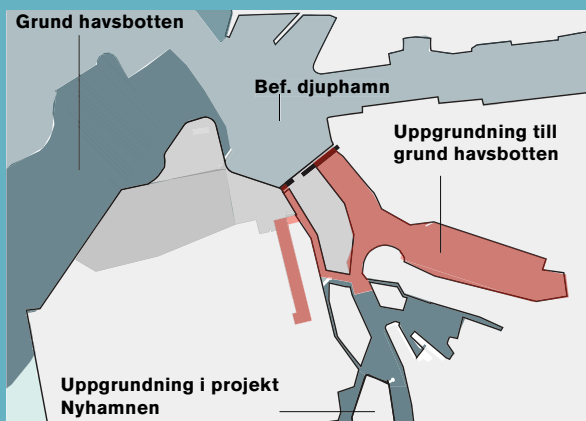 Grund havsbotten
Bef. djuphamn
Uppgrundning till
grund havsbotten
Uppgrundning i projekt
Nyhamnen